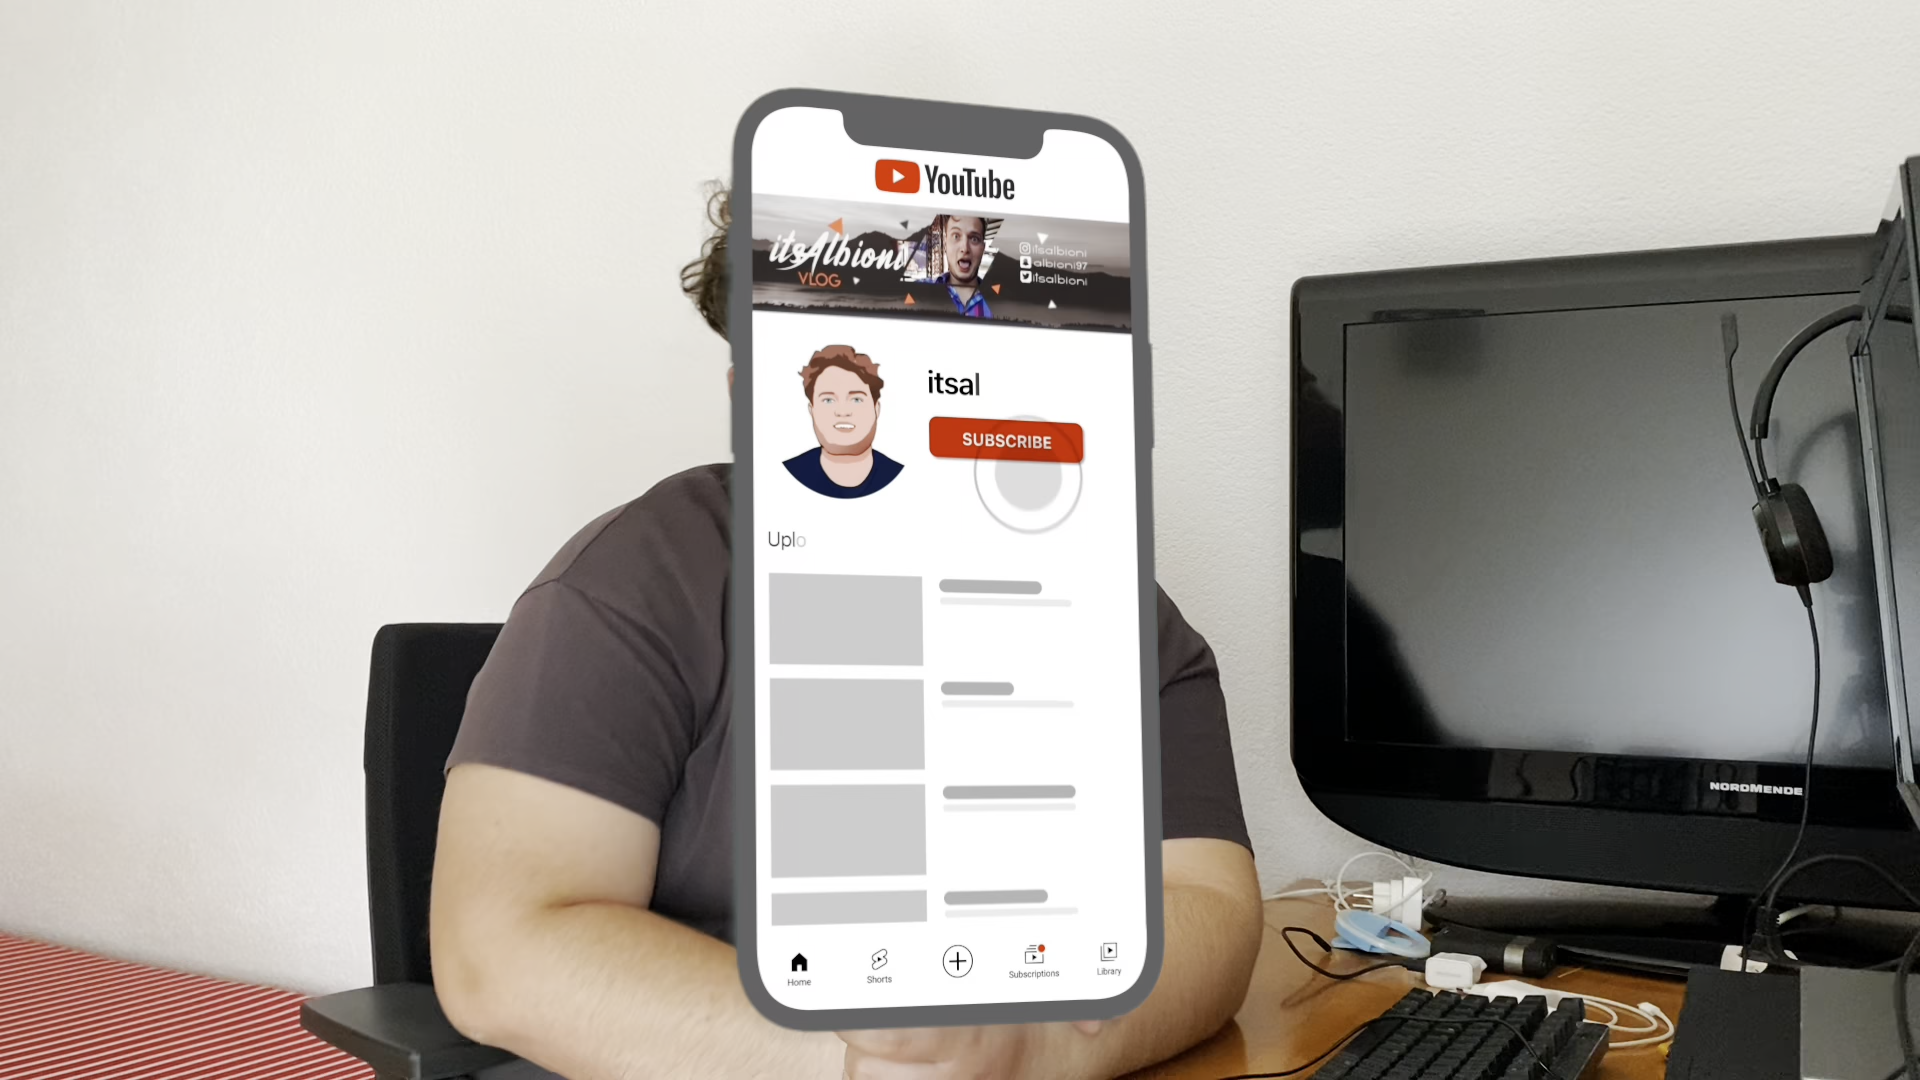 YouTube
itsAlbioni
VLOG
itsalbioni
albioni97
itsalbioni
itsal
SUBSCRIBE
Uplo
Home
Shorts
Subscriptions
Library
NORDMENDE